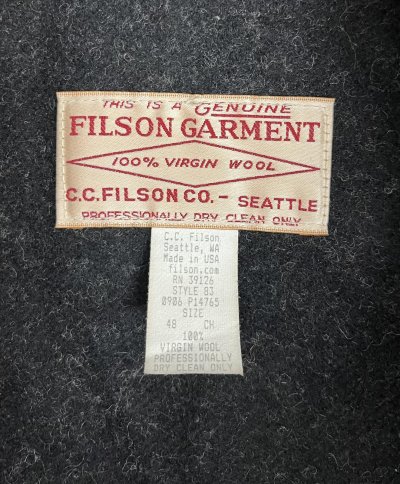 THIS IS A GENUINE
FILSON GARMENT
100% VIRGIN WOOL
C.C.FILSON CO. - SEATTLE
PROFESSIONALLY DRY CLEAN ONLY
C.C. Filson
Seattle, WA
Made in USA
filson.com
RN 39126
STYLE 83
0906 P14765
SIZE
48 CH
100%
VIRGIN WOOL
PROFESSIONALLY
DRY CLEAN ONLY